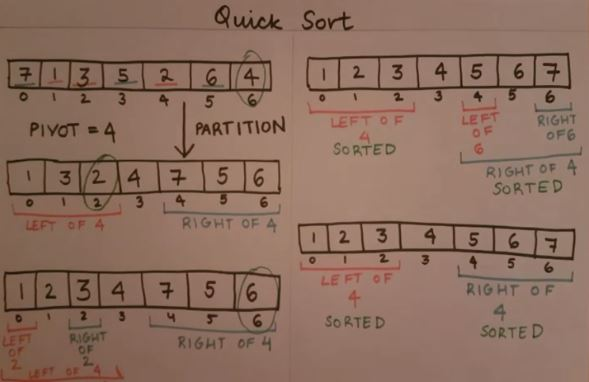 Quick Sort
7 1 3 5 2 6 4
0 1 2 3 4 5 6
PIVOT = 4 PARTITION
1 3 2 4 7 5 6
0 1 2 3 4 5 6
LEFT OF 4 RIGHT OF 4
1 2 3 4 7 5 6
0 1 2 3 4 5 6
LEFT
OF
2
RIGHT
OF
2
RIGHT OF 4
LEFT OF 4
1 2 3 4 5 6 7
0 1 2 3 4 5 6
LEFT OF
4
SORTED
LEFT
OF
6
RIGHT
OF 6
RIGHT OF 4
SORTED
1 2 3 4 5 6 7
0 1 2 3 4 5 6
LEFT OF
4
SORTED
RIGHT OF
4
SORTED